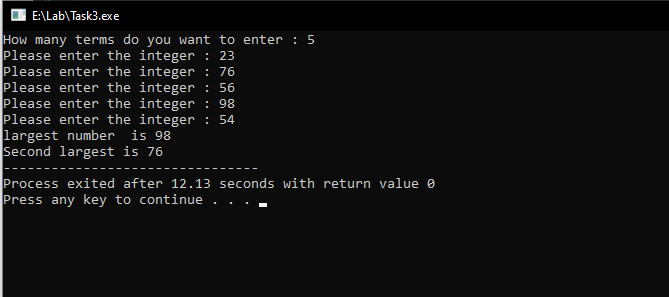 E:\Lab\Task3.exe
How many terms do you want to enter : 5
Please enter the integer : 23
Please enter the integer : 76
Please enter the integer : 56
Please enter the integer : 98
Please enter the integer : 54
largest number  is 98
Second largest is 76
--------------------------------
Process exited after 12.13 seconds with return value 0
Press any key to continue . . .